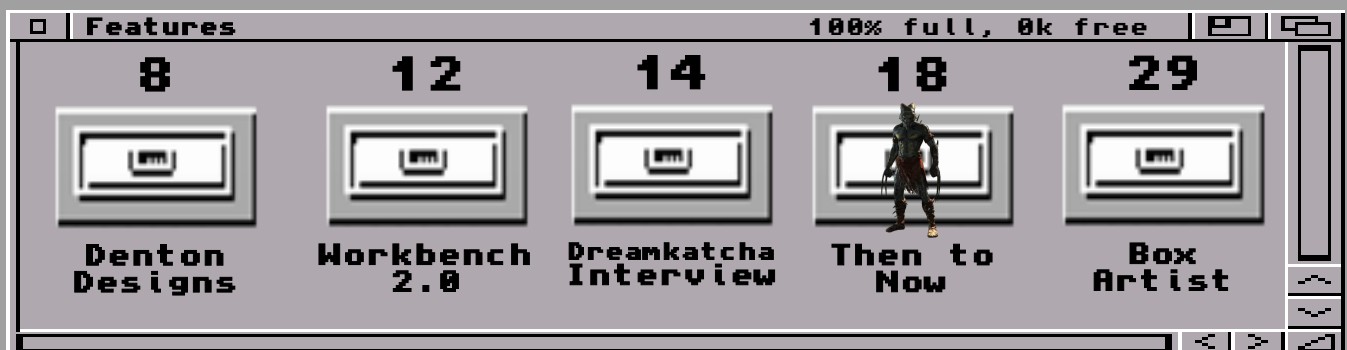 Features
100% full, 0k free
8
12
14
18
29
Denton
Designs
Workbench
2.0
Dreamkatcha
Interview
Then to
Now
Box
Artist